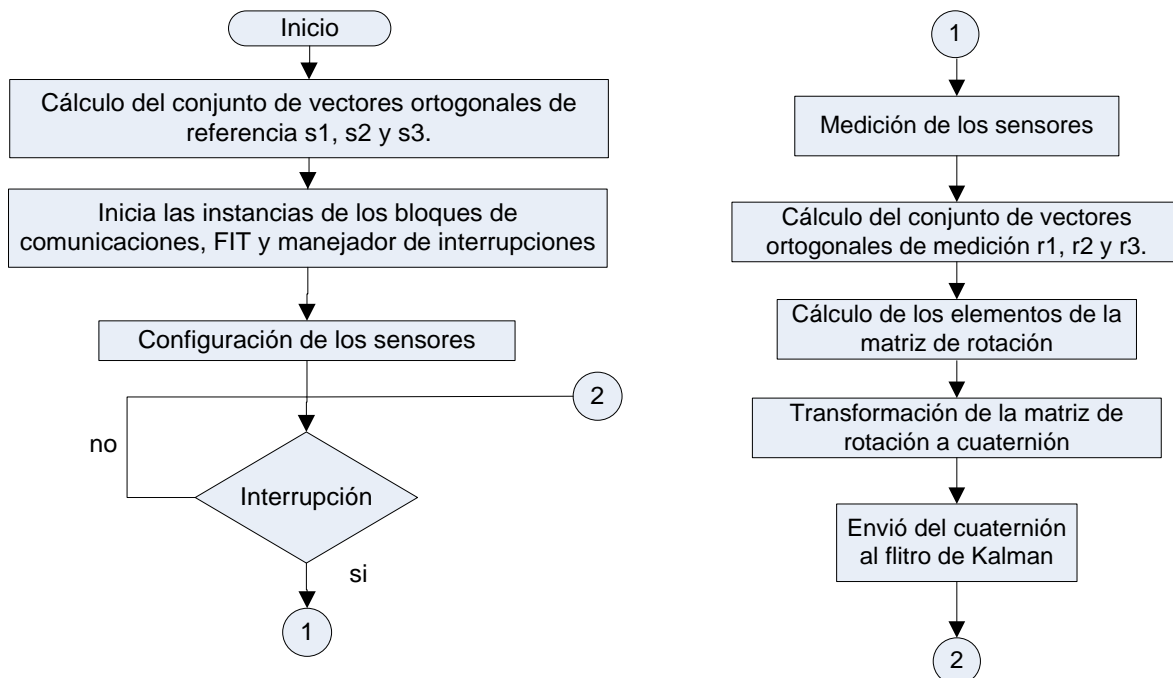 Inicio
Cálculo del conjunto de vectores ortogonales de
referencia s1, s2 y s3.
Inicia las instancias de los bloques de
comunicaciones, FIT y manejador de interrupciones
Configuración de los sensores
2
no
Interrupción
si
1
1
Medición de los sensores
Cálculo del conjunto de vectores
ortogonales de medición r1, r2 y r3.
Cálculo de los elementos de la
matriz de rotación
Transformación de la matriz de
rotación a cuaternión
Envió del cuaternión
al flitro de Kalman
2